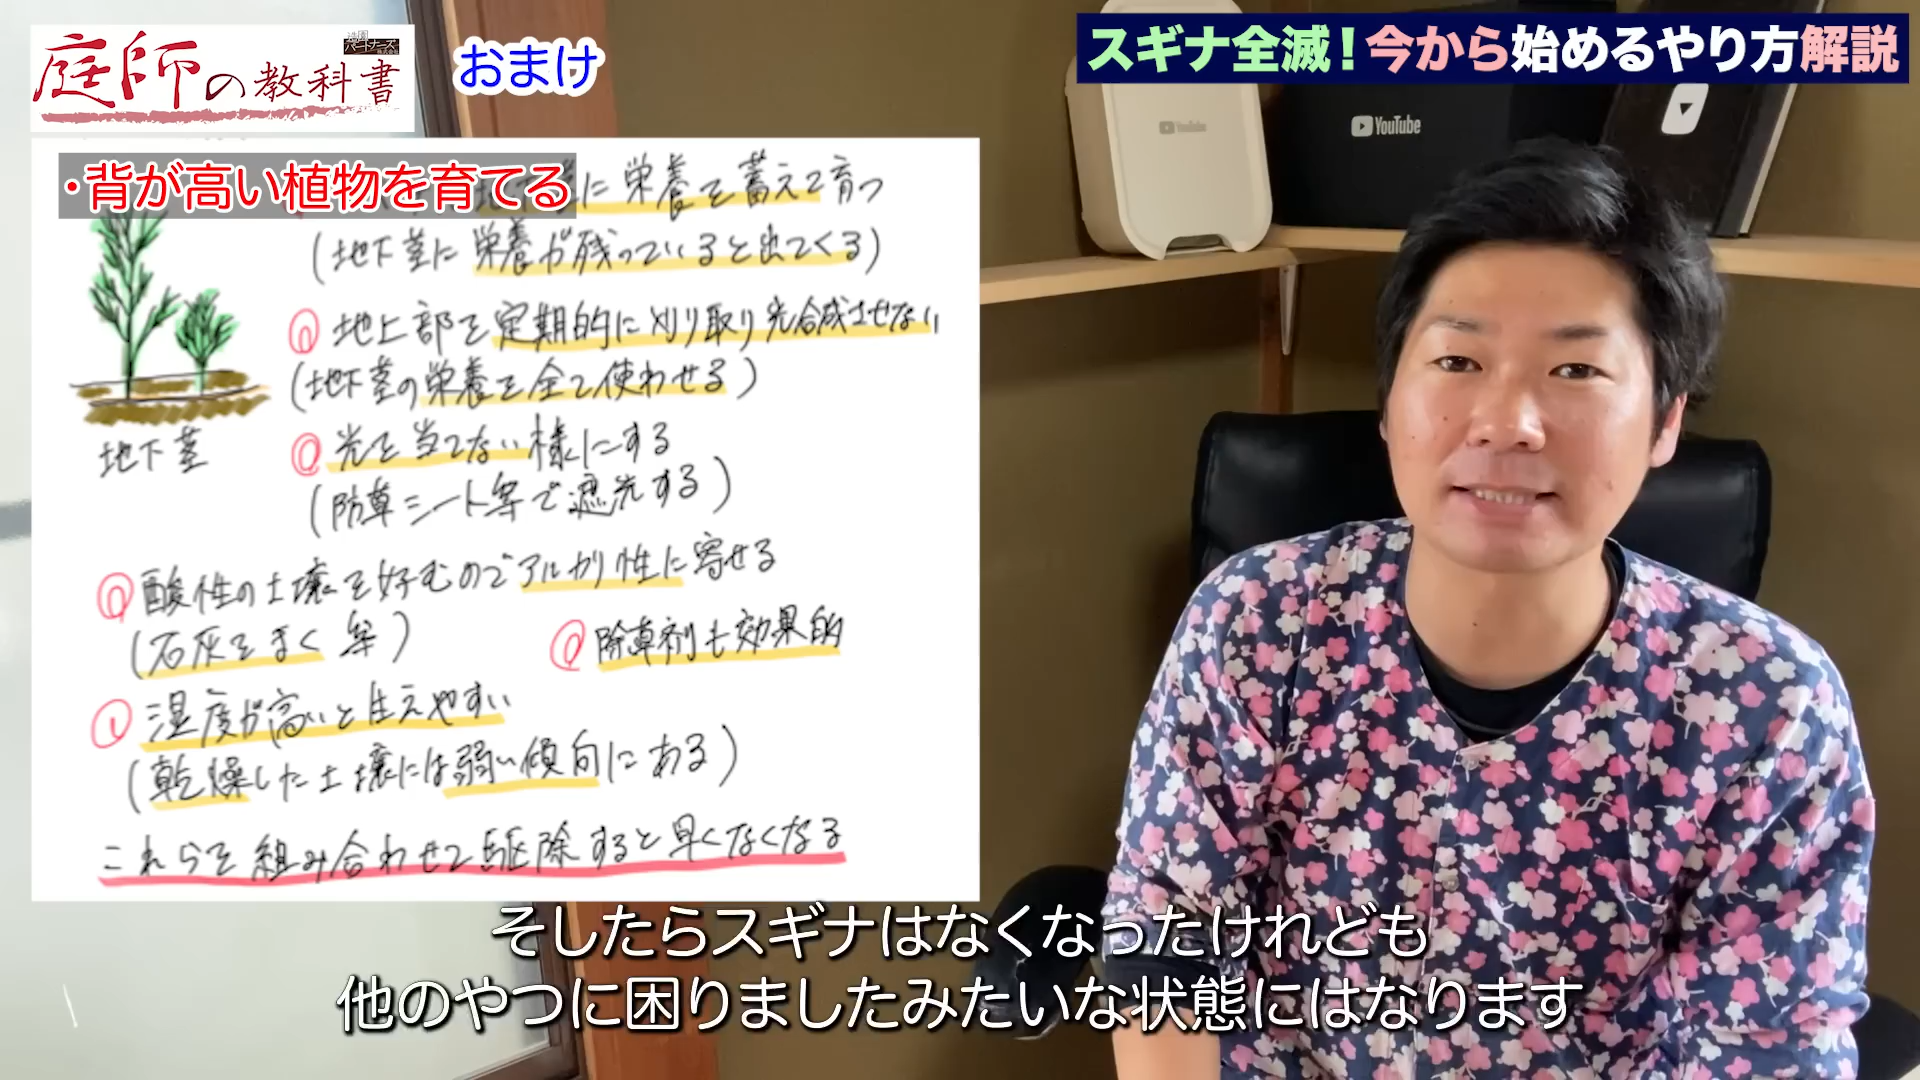 庭師の教科書
造園パートナーズ
おまけ
スギナ全滅！今から始めるやり方解説
YouTube
YouTube
・背が高い植物を育てる
に栄養を蓄えて育つ
(地下茎に栄養が残っていると出てくる)
地上部を定期的に刈り取り光合成させない
(地下茎の栄養を全て使わせる)
地下茎
光を当てない様にする
(防草シート等で遮光する)
酸性の土壌を好むのでアルカリ性に寄せる
(石灰をまく等)
除草剤も効果的
湿度が高いと生えやすい
(乾燥した土壌には弱い傾向にある)
これらを組み合わせて駆除すると早くなくなる
そしたらスギナはなくなったけれども
他のやつに困りましたみたいな状態にはなります